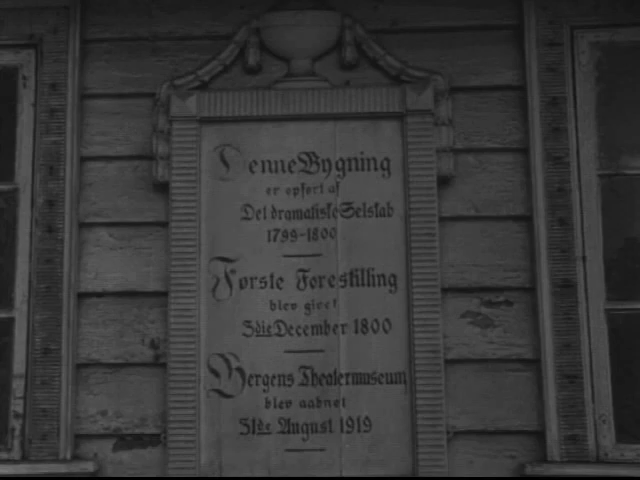 Denne Bygning
er opført af
Det dramatiske Selskab
1799-1800
Første Forestilling
blev givet
3die December 1800
Bergens Theatermuseum
blev aabnet
31de August 1919